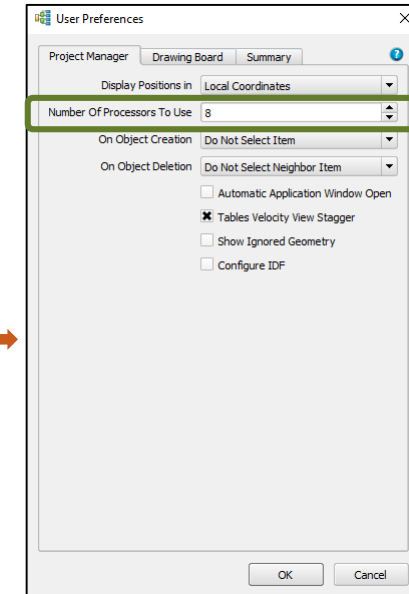 User Preferences
Project Manager Drawing Board Summary ?
Display Positions in Local Coordinates
Number Of Processors To Use 8
On Object Creation Do Not Select Item
On Object Deletion Do Not Select Neighbor Item
Automatic Application Window Open
Tables Velocity View Stagger
Show Ignored Geometry
Configure IDF
OK Cancel